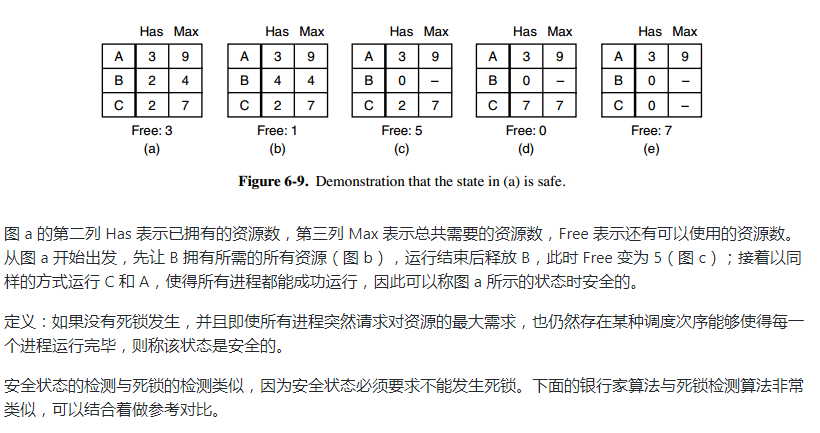 Has Max Has Max Has Max Has Max Has Max
A 3 9 A 3 9 A 3 9 A 3 9 A 3 9
B 2 4 B 4 4 B 0 – B 0 – B 0 –
C 2 7 C 2 7 C 2 7 C 7 7 C 0 –
Free: 3 Free: 1 Free: 5 Free: 0 Free: 7
(a) (b) (c) (d) (e)
Figure 6-9. Demonstration that the state in (a) is safe.
图 a 的第二列 Has 表示已拥有的资源数，第三列 Max 表示总共需要的资源数，Free 表示还有可以使用的资源数。
从图 a 开始出发，先让 B 拥有所需的所有资源（图 b），运行结束后释放 B，此时 Free 变为 5（图 c）；接着以同
样的方式运行 C 和 A，使得所有进程都能成功运行，因此可以称图 a 所示的状态时安全的。
定义：如果没有死锁发生，并且即使所有进程突然请求对资源的最大需求，也仍然存在某种调度次序能够使得每一
个进程运行完毕，则称该状态是安全的。
安全状态的检测与死锁的检测类似，因为安全状态必须要求不能发生死锁。下面的银行家算法与死锁检测算法非常
类似，可以结合着做参考对比。